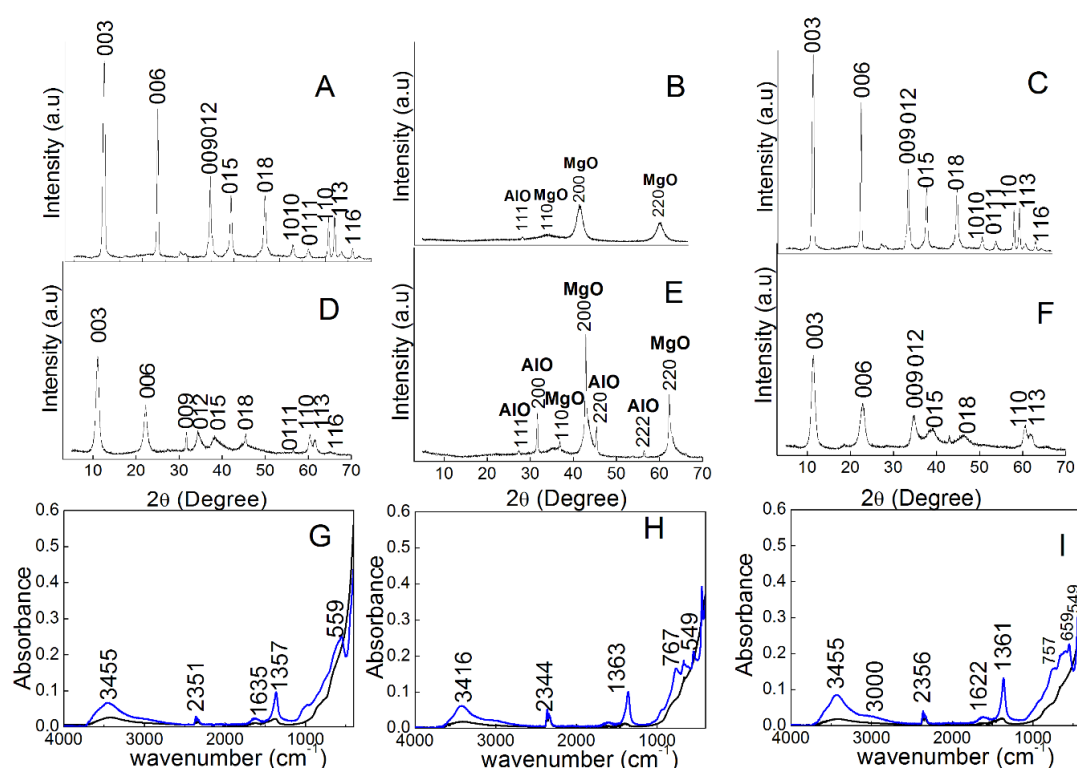 A
Intensity (a.u)
003
006
009 012
015
018
1010
0111
110
113
116
B
Intensity (a.u)
AlO
111
MgO
110
MgO
200
MgO
220
C
Intensity (a.u)
003
006
009 012
015
018
1010
0111
110
113
116
D
Intensity (a.u)
003
006
009
012
015
018
0111
110
113
116
10 20 30 40 50 60 70
2θ (Degree)
E
Intensity (a.u)
AlO
111
AlO
200
MgO
110
MgO
200
AlO
220
AlO
222
MgO
220
10 20 30 40 50 60 70
2θ (Degree)
F
Intensity (a.u)
003
006
009 012
015
018
110
113
10 20 30 40 50 60 70
2θ (Degree)
G
Absorbance
0.6
0.5
0.4
0.3
0.2
0.1
0.0
3455
2351
1635
1357
559
4000 3000 2000 1000
wavenumber (cm-1)
H
Absorbance
0.6
0.5
0.4
0.3
0.2
0.1
0.0
3416
2344
1363
767
549
4000 3000 2000 1000
wavenumber (cm-1)
I
Absorbance
0.6
0.5
0.4
0.3
0.2
0.1
0.0
3455
3000
2356
1622
1361
757
659
549
4000 3000 2000 1000
wavenumber (cm-1)